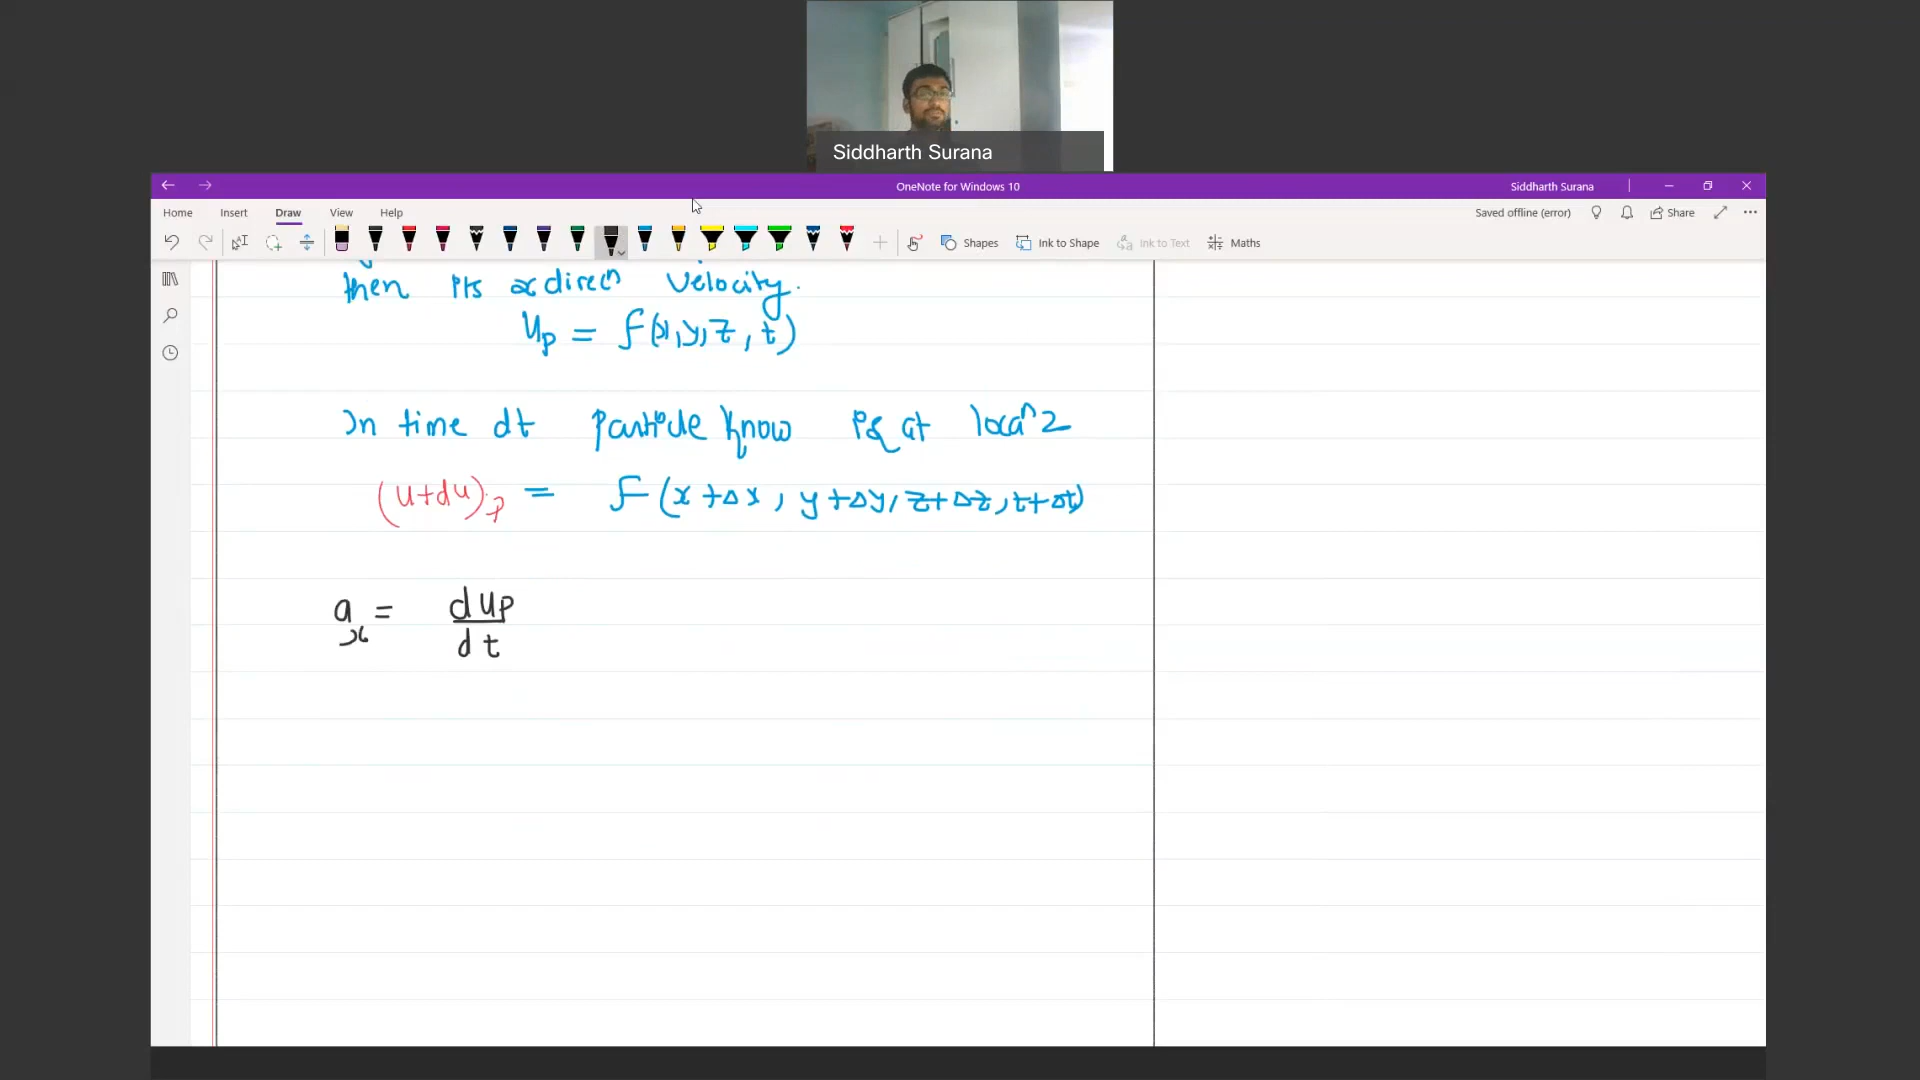 Siddharth Surana
OneNote for Windows 10
Siddharth Surana
Home Insert Draw View Help
Saved offline (error) Share
Shapes Ink to Shape Ink to Text Maths
then its x direcⁿ velocity.
Up = f(x,y,z,t)
In time dt particle know is at locaⁿ 2
(u+du)p = f(x+Δx, y+Δy, z+Δz, t+Δt)
aₓ = dUp
dt